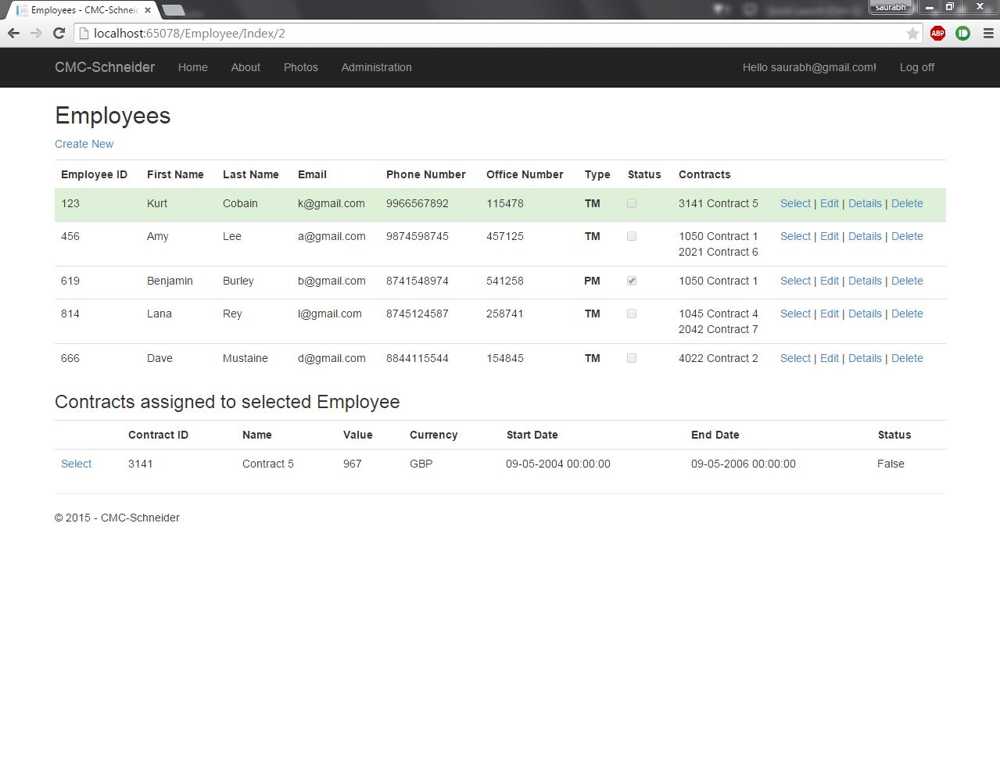 Employees - CMC-Schneid
saurabh
localhost:65078/Employee/Index/2
ABP
CMC-Schneider Home About Photos Administration Hello saurabh@gmail.com! Log off
Employees
Create New
Employee ID First Name Last Name Email Phone Number Office Number Type Status Contracts
123 Kurt Cobain k@gmail.com 9966567892 115478 TM 3141 Contract 5 Select | Edit | Details | Delete
456 Amy Lee a@gmail.com 9874598745 457125 TM 1050 Contract 1 Select | Edit | Details | Delete
2021 Contract 6
619 Benjamin Burley b@gmail.com 8741548974 541258 PM 1050 Contract 1 Select | Edit | Details | Delete
814 Lana Rey l@gmail.com 8745124587 258741 TM 1045 Contract 4 Select | Edit | Details | Delete
2042 Contract 7
666 Dave Mustaine d@gmail.com 8844115544 154845 TM 4022 Contract 2 Select | Edit | Details | Delete
Contracts assigned to selected Employee
Contract ID Name Value Currency Start Date End Date Status
Select 3141 Contract 5 967 GBP 09-05-2004 00:00:00 09-05-2006 00:00:00 False
© 2015 - CMC-Schneider